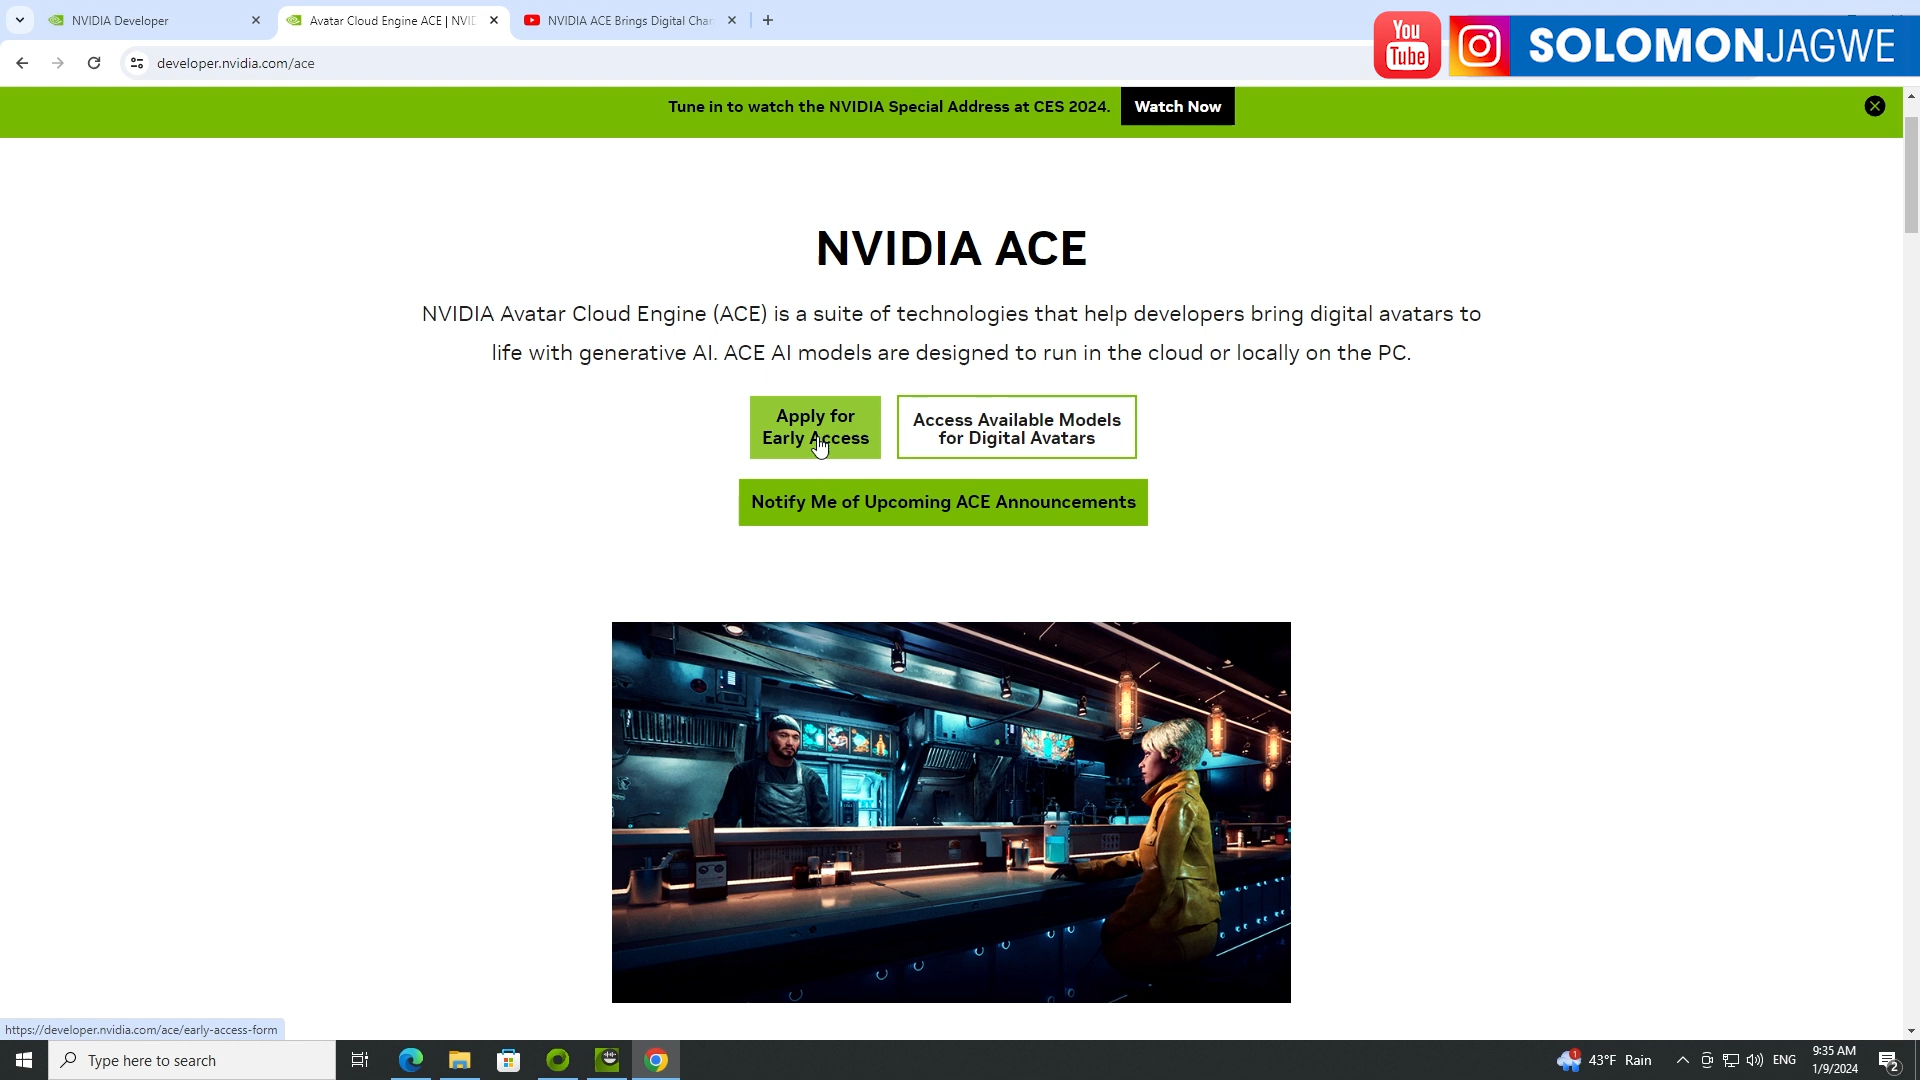 NVIDIA Developer
Avatar Cloud Engine ACE | NVID
NVIDIA ACE Brings Digital Char
You
Tube
SOLOMONJAGWE
developer.nvidia.com/ace
Tune in to watch the NVIDIA Special Address at CES 2024.
Watch Now
NVIDIA ACE
NVIDIA Avatar Cloud Engine (ACE) is a suite of technologies that help developers bring digital avatars to
life with generative AI. ACE AI models are designed to run in the cloud or locally on the PC.
Apply for
Early Access
Access Available Models
for Digital Avatars
Notify Me of Upcoming ACE Announcements
https://developer.nvidia.com/ace/early-access-form
Type here to search
1
43°F Rain
ENG
9:35 AM
1/9/2024
2